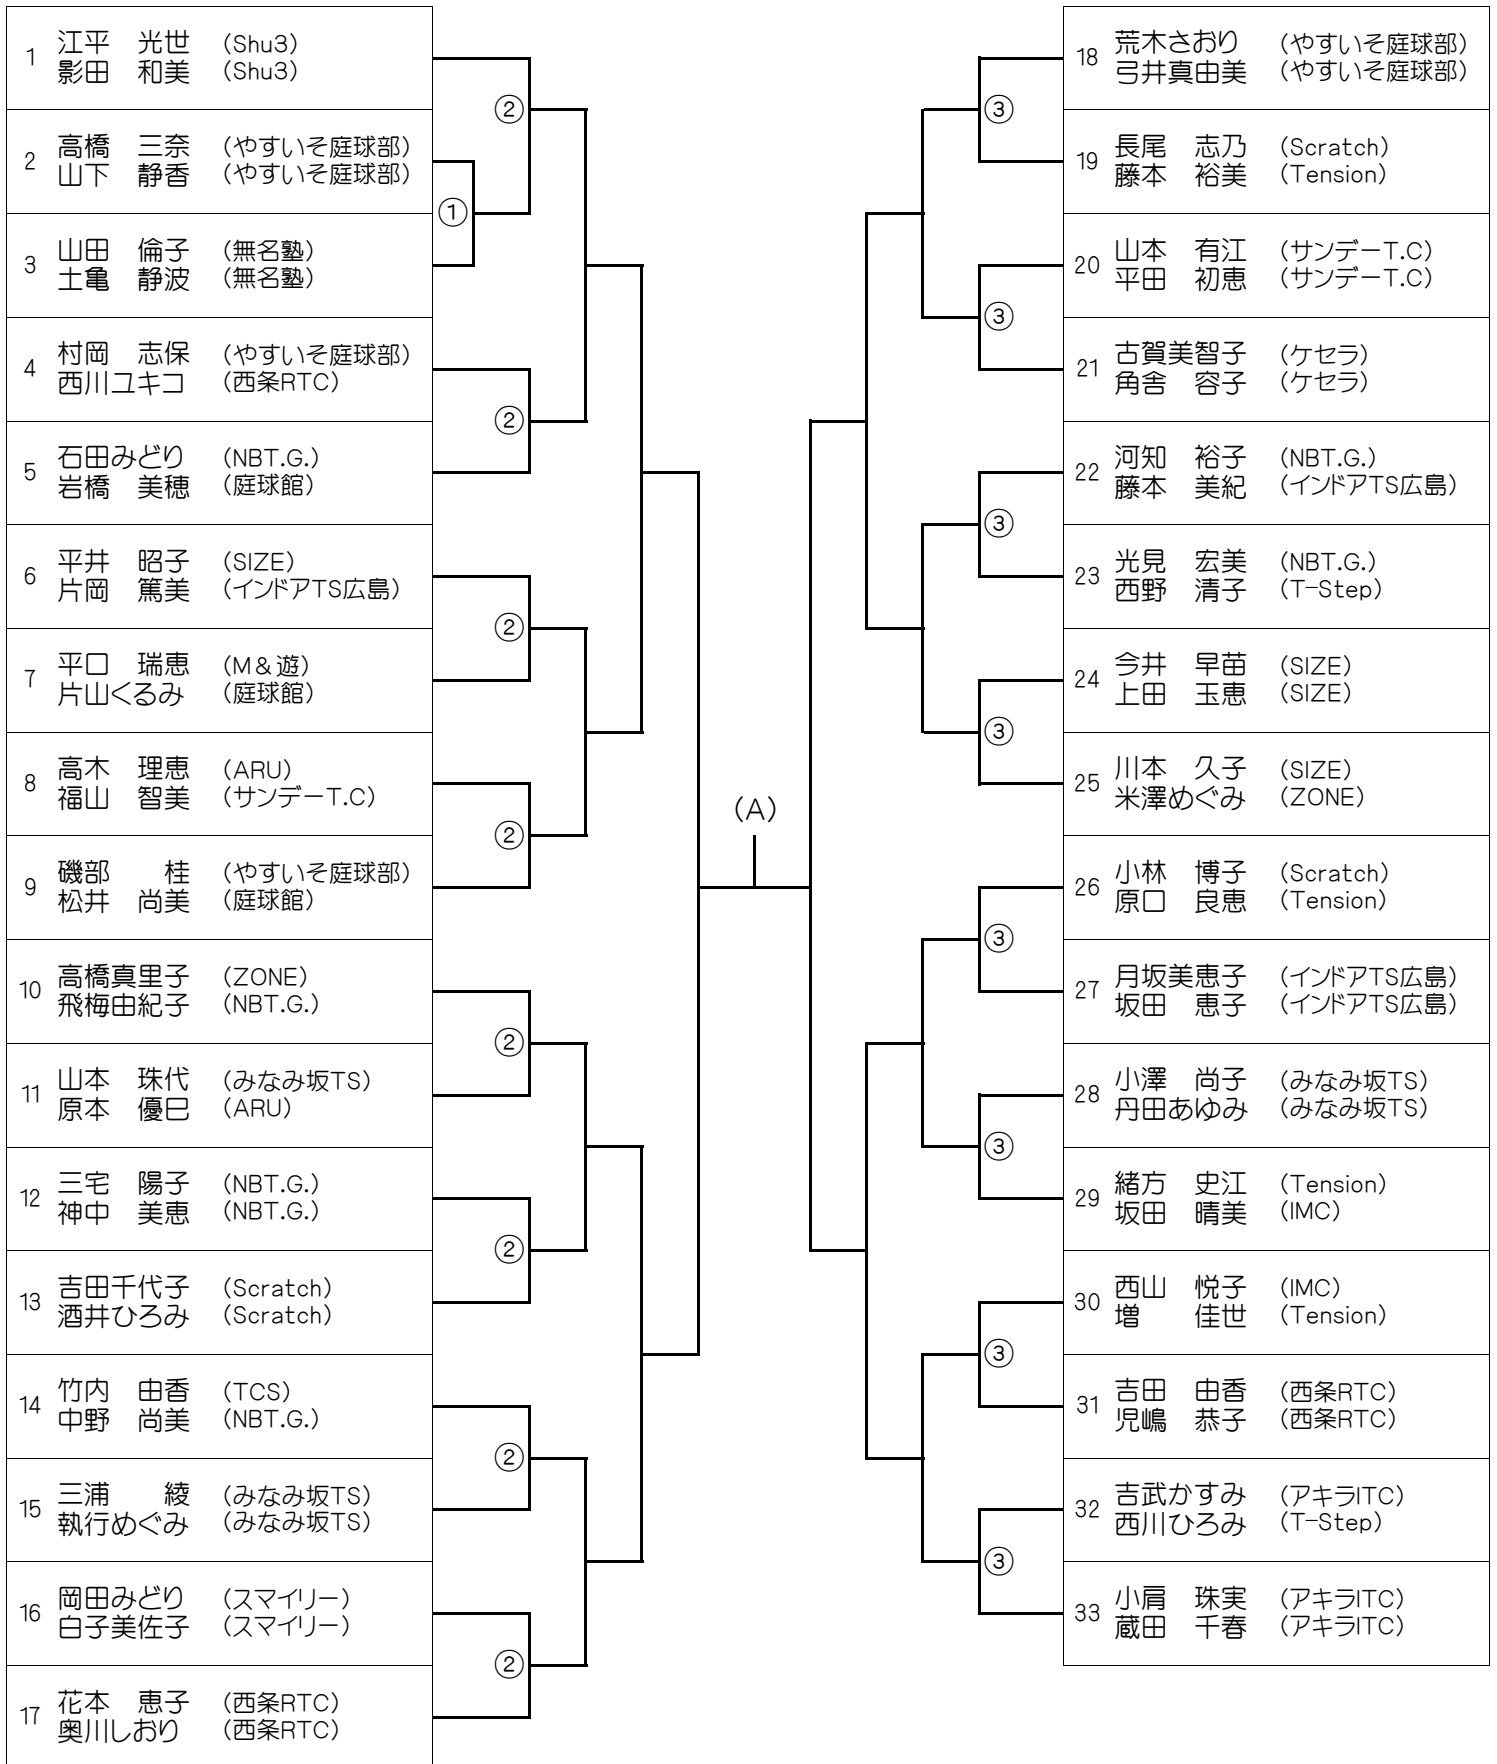 1 江平　光世 (Shu3)
影田　和美 (Shu3)
2 高橋　三奈 (やすいそ庭球部)
山下　静香 (やすいそ庭球部)
3 山田　倫子 (無名塾)
土亀　静波 (無名塾)
4 村岡　志保 (やすいそ庭球部)
西川ユキコ (西条RTC)
5 石田みどり (NBT.G.)
岩橋　美穂 (庭球館)
6 平井　昭子 (SIZE)
片岡　篤美 (インドアTS広島)
7 平口　瑞恵 (M＆遊)
片山くるみ (庭球館)
8 高木　理恵 (ARU)
福山　智美 (サンデーT.C)
9 磯部　　桂 (やすいそ庭球部)
松井　尚美 (庭球館)
10 高橋真里子 (ZONE)
飛梅由紀子 (NBT.G.)
11 山本　珠代 (みなみ坂TS)
原本　優巳 (ARU)
12 三宅　陽子 (NBT.G.)
神中　美恵 (NBT.G.)
13 吉田千代子 (Scratch)
酒井ひろみ (Scratch)
14 竹内　由香 (TCS)
中野　尚美 (NBT.G.)
15 三浦　　綾 (みなみ坂TS)
執行めぐみ (みなみ坂TS)
16 岡田みどり (スマイリー)
白子美佐子 (スマイリー)
17 花本　恵子 (西条RTC)
奥川しおり (西条RTC)
②
①
②
②
②
②
②
②
②
(A)
③
③
③
③
③
③
③
③
18 荒木さおり (やすいそ庭球部)
弓井真由美 (やすいそ庭球部)
19 長尾　志乃 (Scratch)
藤本　裕美 (Tension)
20 山本　有江 (サンデーT.C)
平田　初恵 (サンデーT.C)
21 古賀美智子 (ケセラ)
角舎　容子 (ケセラ)
22 河知　裕子 (NBT.G.)
藤本　美紀 (インドアTS広島)
23 光見　宏美 (NBT.G.)
西野　清子 (T-Step)
24 今井　早苗 (SIZE)
上田　玉恵 (SIZE)
25 川本　久子 (SIZE)
米澤めぐみ (ZONE)
26 小林　博子 (Scratch)
原口　良恵 (Tension)
27 月坂美恵子 (インドアTS広島)
坂田　恵子 (インドアTS広島)
28 小澤　尚子 (みなみ坂TS)
丹田あゆみ (みなみ坂TS)
29 緒方　史江 (Tension)
坂田　晴美 (IMC)
30 西山　悦子 (IMC)
増　　佳世 (Tension)
31 吉田　由香 (西条RTC)
児嶋　恭子 (西条RTC)
32 吉武かすみ (アキラITC)
西川ひろみ (T-Step)
33 小肩　珠実 (アキラITC)
蔵田　千春 (アキラITC)